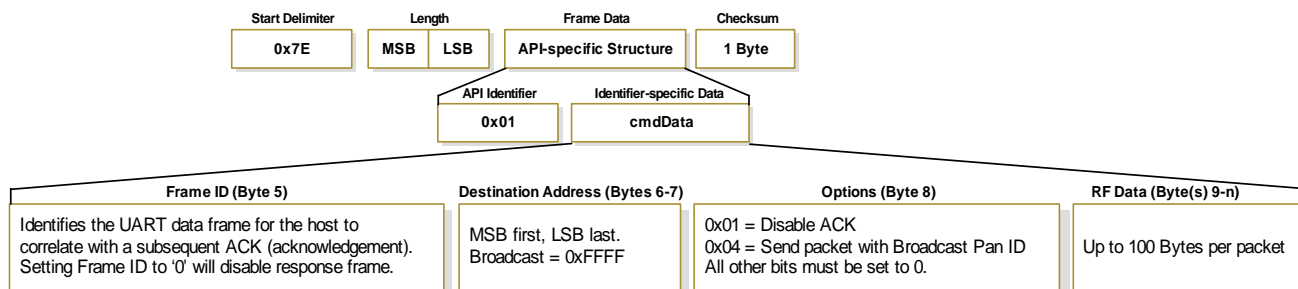 Start Delimiter
Length
Frame Data
Checksum
0x7E
MSB
LSB
API-specific Structure
1 Byte
API Identifier
Identifier-specific Data
0x01
cmdData
Frame ID (Byte 5)
Identifies the UART data frame for the host to
correlate with a subsequent ACK (acknowledgement).
Setting Frame ID to ‘0' will disable response frame.
Destination Address (Bytes 6-7)
MSB first, LSB last.
Broadcast = 0xFFFF
Options (Byte 8)
0x01 = Disable ACK
0x04 = Send packet with Broadcast Pan ID
All other bits must be set to 0.
RF Data (Byte(s) 9-n)
Up to 100 Bytes per packet